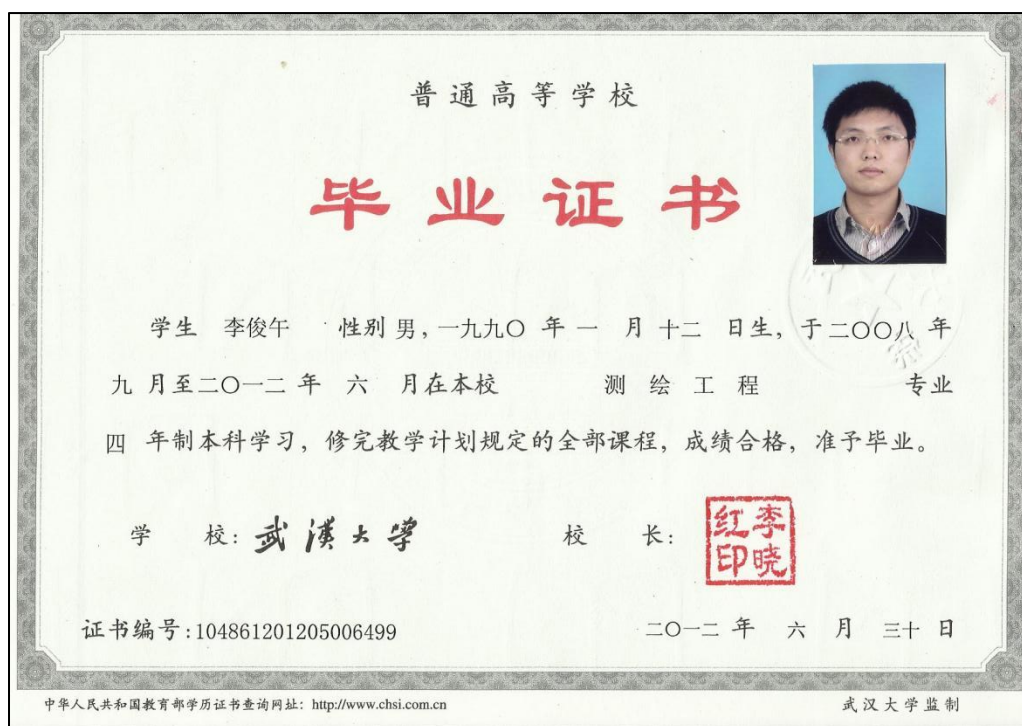 普通高等学校
毕业证书
学生 李俊午 性别 男，一九九〇 年 一 月 十二 日生，于 二〇〇八 年
九 月至 二〇一二 年 六 月在本校 测绘工程 专业
四 年制本科学习，修完教学计划规定的全部课程，成绩合格，准予毕业。
学 校：武漢大学 校 长：李晓红印
证书编号:104861201205006499 二〇一二 年 六 月 三十 日
中华人民共和国教育部学历证书查询网址：http://www.chsi.com.cn 武汉大学监制